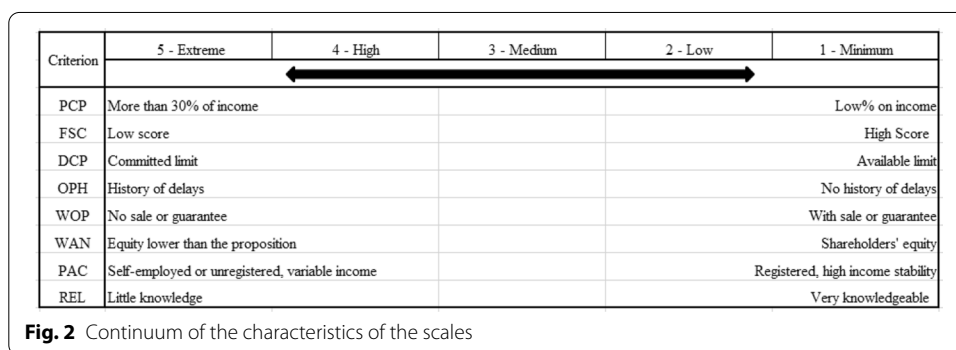 Criterion 5 - Extreme 4 - High 3 - Medium 2 - Low 1 - Minimum
PCP More than 30% of income Low% on income
FSC Low score High Score
DCP Committed limit Available limit
OPH History of delays No history of delays
WOP No sale or guarantee With sale or guarantee
WAN Equity lower than the proposition Shareholders' equity
PAC Self-employed or unregistered, variable income Registered, high income stability
REL Little knowledge Very knowledgeable
Fig. 2 Continuum of the characteristics of the scales